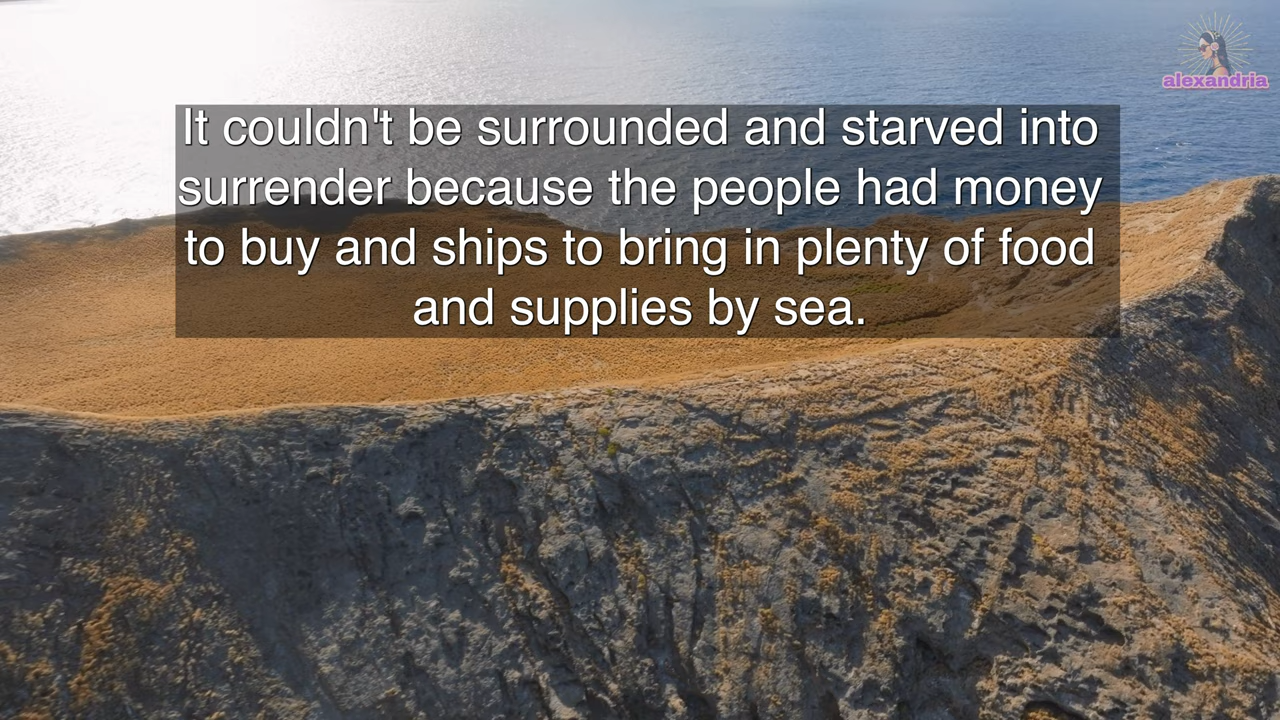 alexandria
It couldn't be surrounded and starved into
surrender because the people had money
to buy and ships to bring in plenty of food
and supplies by sea.